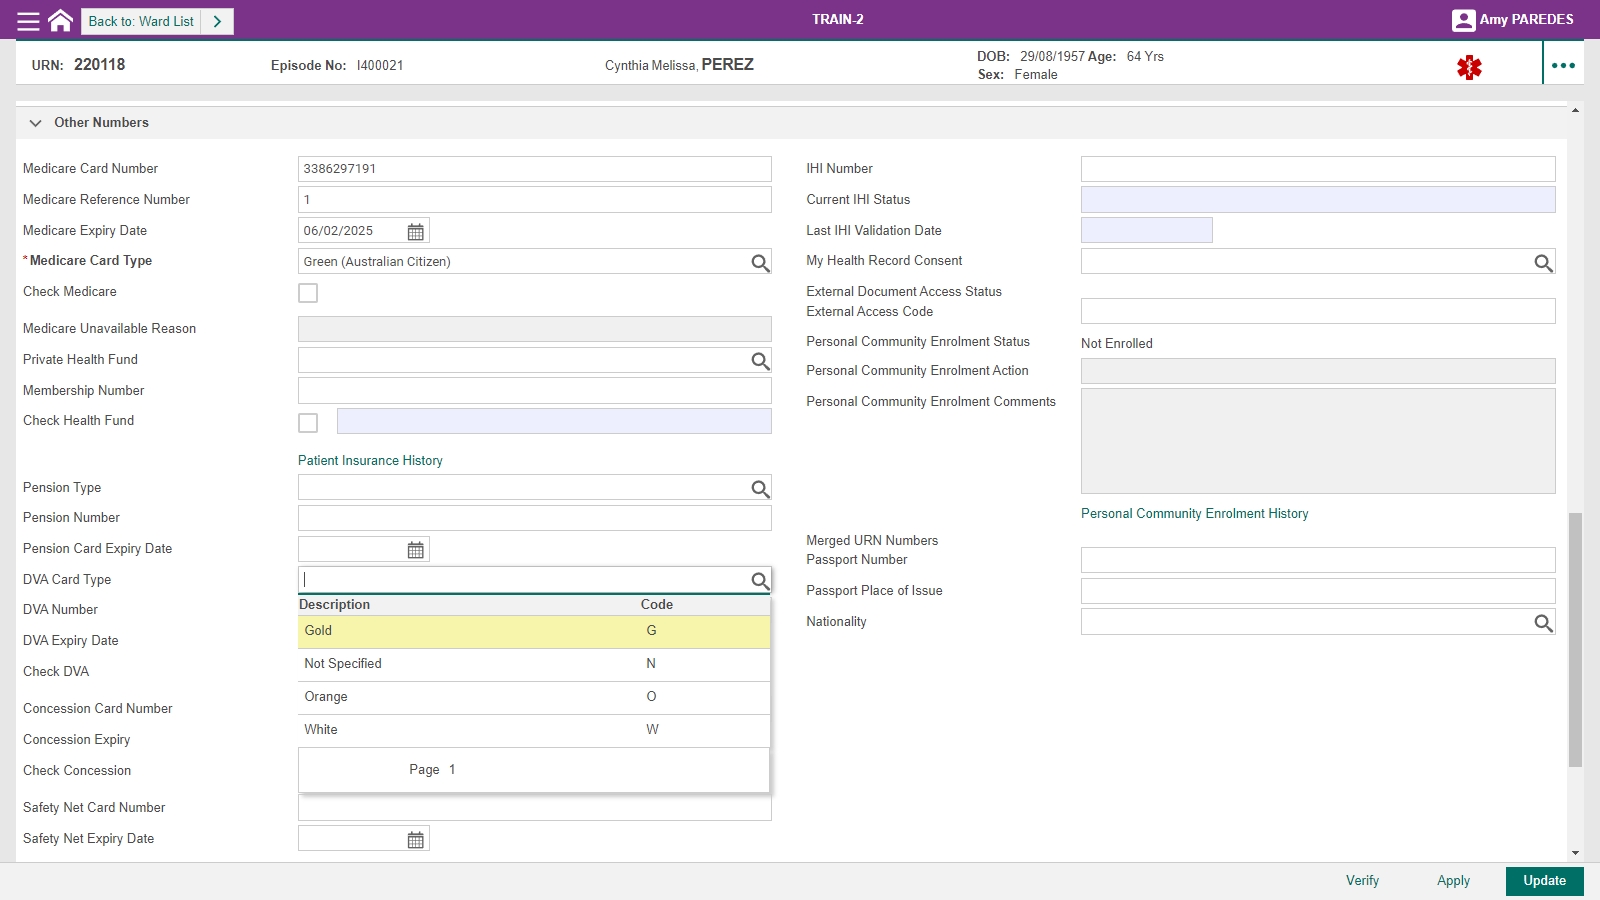 Back to: Ward List
TRAIN-2
Amy PAREDES
URN: 220118
Episode No: I400021
Cynthia Melissa, PEREZ
DOB: 29/08/1957 Age: 64 Yrs
Sex: Female
Other Numbers
Medicare Card Number 3386297191
Medicare Reference Number 1
Medicare Expiry Date 06/02/2025
*Medicare Card Type Green (Australian Citizen)
Check Medicare
Medicare Unavailable Reason
Private Health Fund
Membership Number
Check Health Fund
Patient Insurance History
Pension Type
Pension Number
Pension Card Expiry Date
DVA Card Type
DVA Number
DVA Expiry Date
Check DVA
Concession Card Number
Concession Expiry
Check Concession
Safety Net Card Number
Safety Net Expiry Date
Description Code
Gold G
Not Specified N
Orange O
White W
Page 1
IHI Number
Current IHI Status
Last IHI Validation Date
My Health Record Consent
External Document Access Status
External Access Code
Personal Community Enrolment Status Not Enrolled
Personal Community Enrolment Action
Personal Community Enrolment Comments
Personal Community Enrolment History
Merged URN Numbers
Passport Number
Passport Place of Issue
Nationality
Verify
Apply
Update